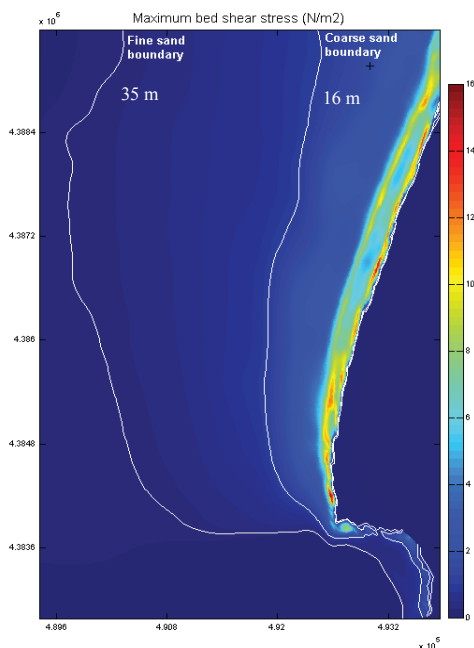 Maximum bed shear stress (N/m2)
x 10^6
Fine sand
boundary
Coarse sand
boundary
35 m
16 m
4.3884
4.3872
4.386
4.3848
4.3836
4.896
4.908
4.92
4.932
x 10^5
16
14
12
10
8
6
4
2
0